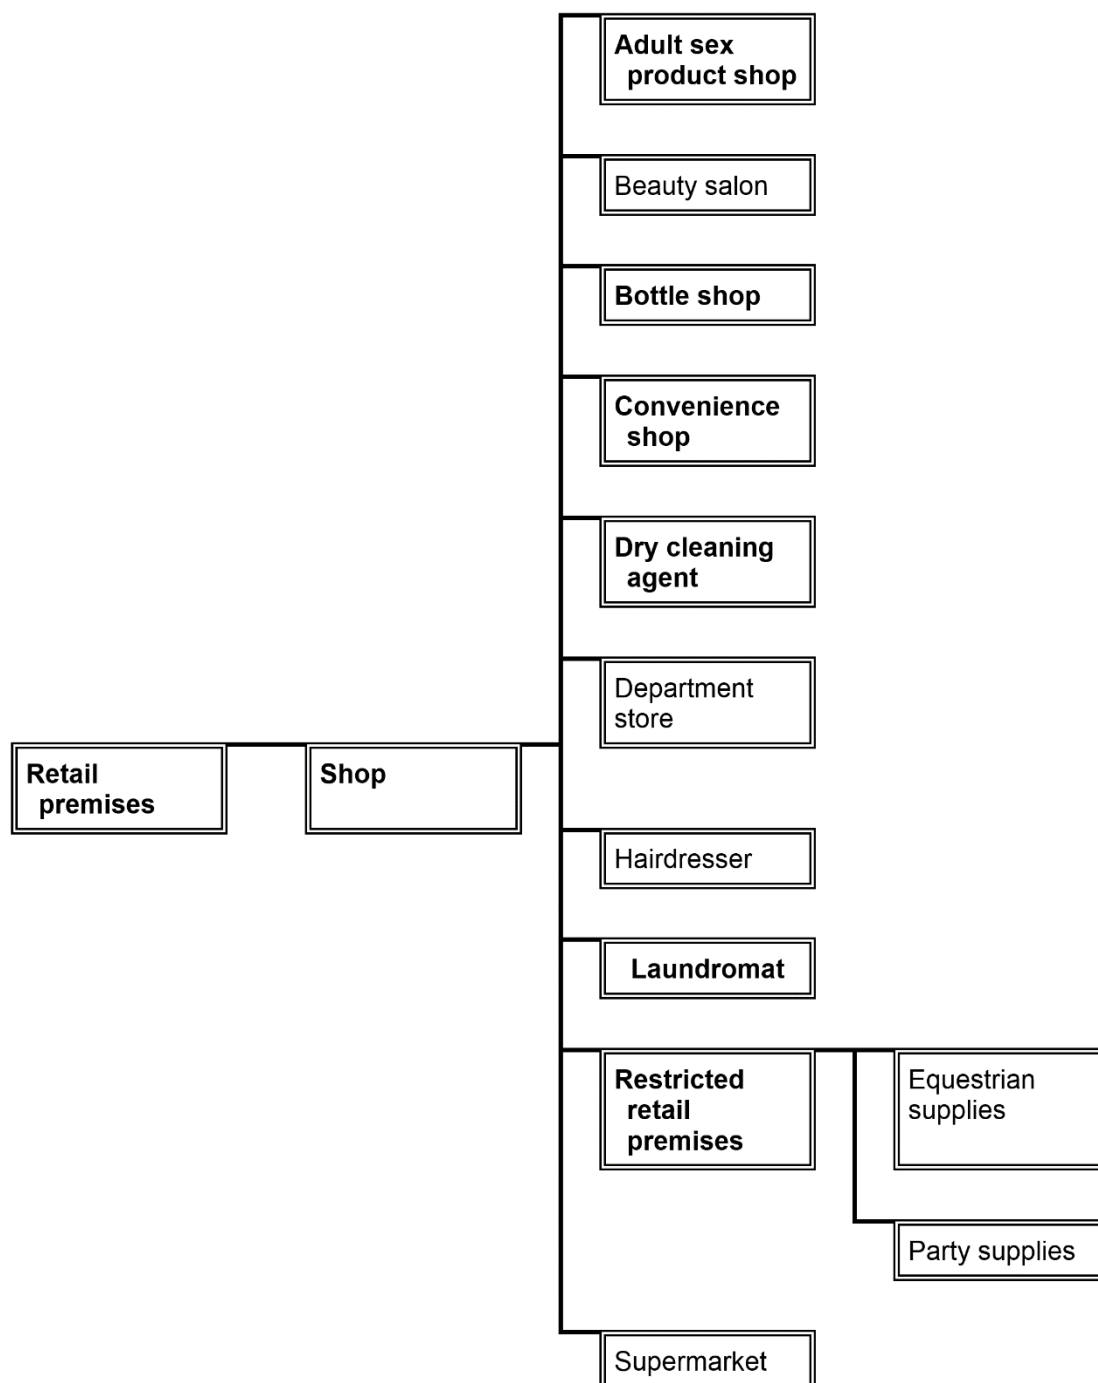 Adult sex
product shop
Beauty salon
Bottle shop
Convenience
shop
Dry cleaning
agent
Department
store
Retail
premises
Shop
Hairdresser
Laundromat
Restricted
retail
premises
Equestrian
supplies
Party supplies
Supermarket